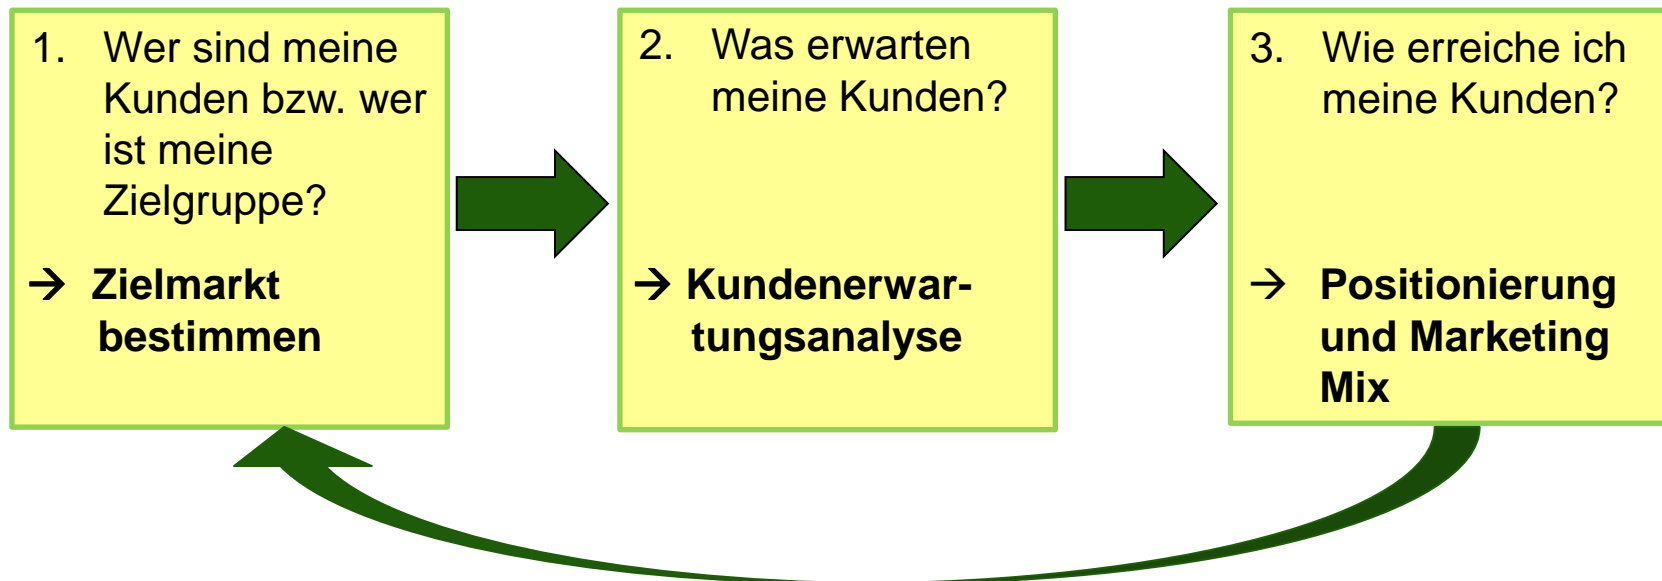 1. Wer sind meine
Kunden bzw. wer
ist meine
Zielgruppe?
→ Zielmarkt
bestimmen
2. Was erwarten
meine Kunden?
→ Kundenerwar-
tungsanalyse
3. Wie erreiche ich
meine Kunden?
→ Positionierung
und Marketing
Mix